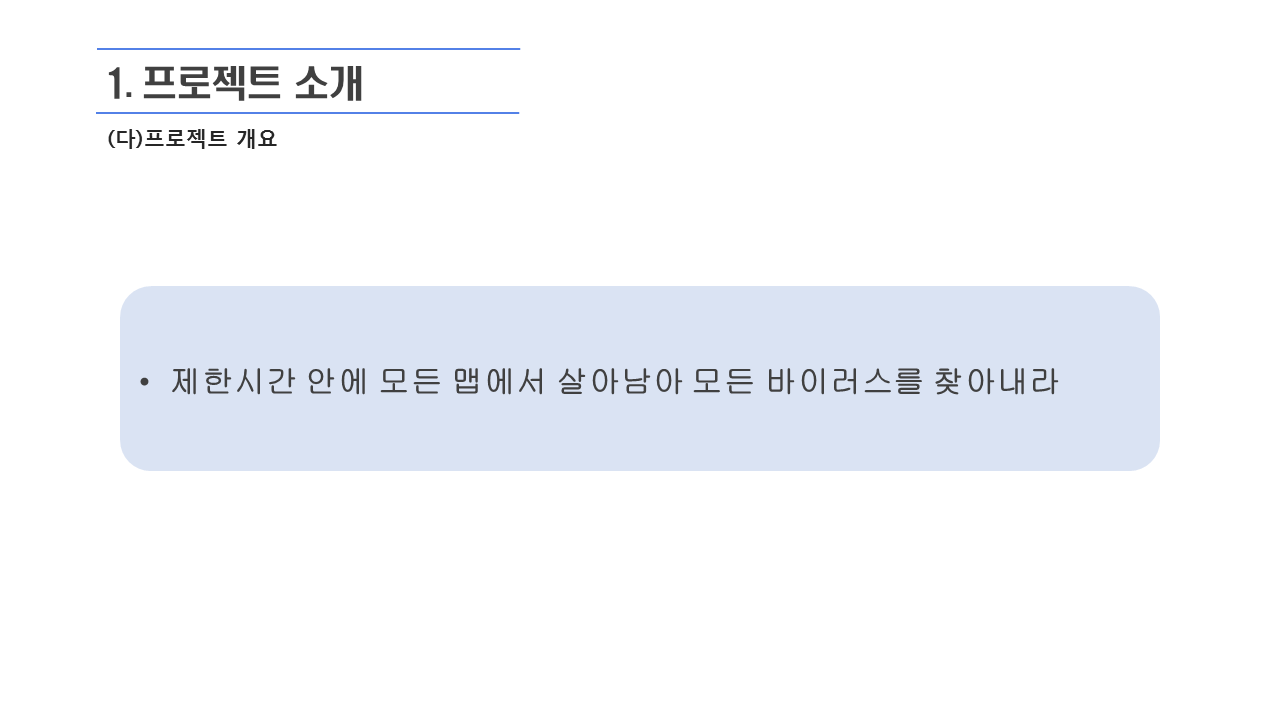 1. 프로젝트 소개
(다)프로젝트 개요
• 제한시간 안에 모든 맵에서 살아남아 모든 바이러스를 찾아내라